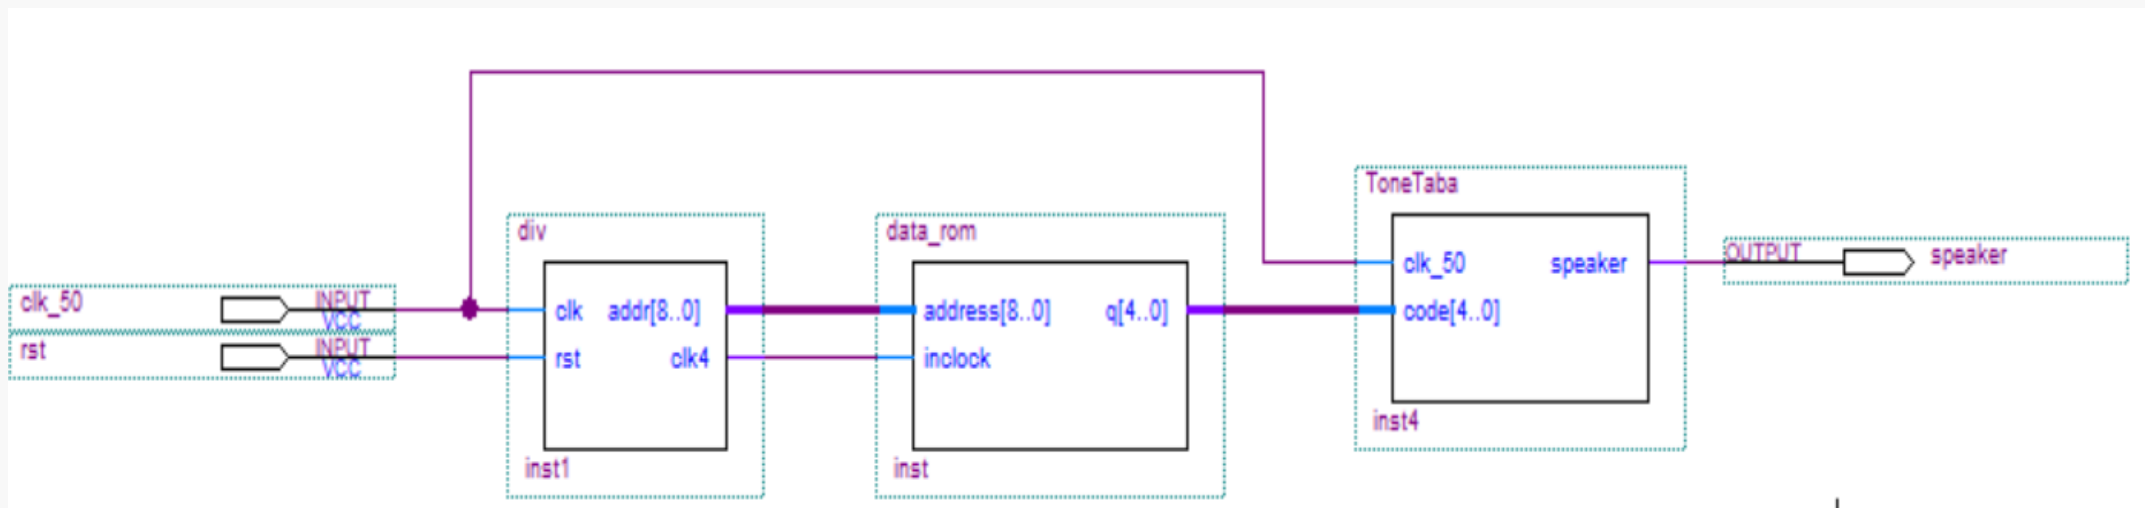 clk_50
INPUT
VCC
rst
INPUT
VCC
div
clk
addr[8..0]
rst
clk4
inst1
data_rom
address[8..0]
q[4..0]
inclock
inst
ToneTaba
clk_50
speaker
code[4..0]
inst4
OUTPUT
speaker